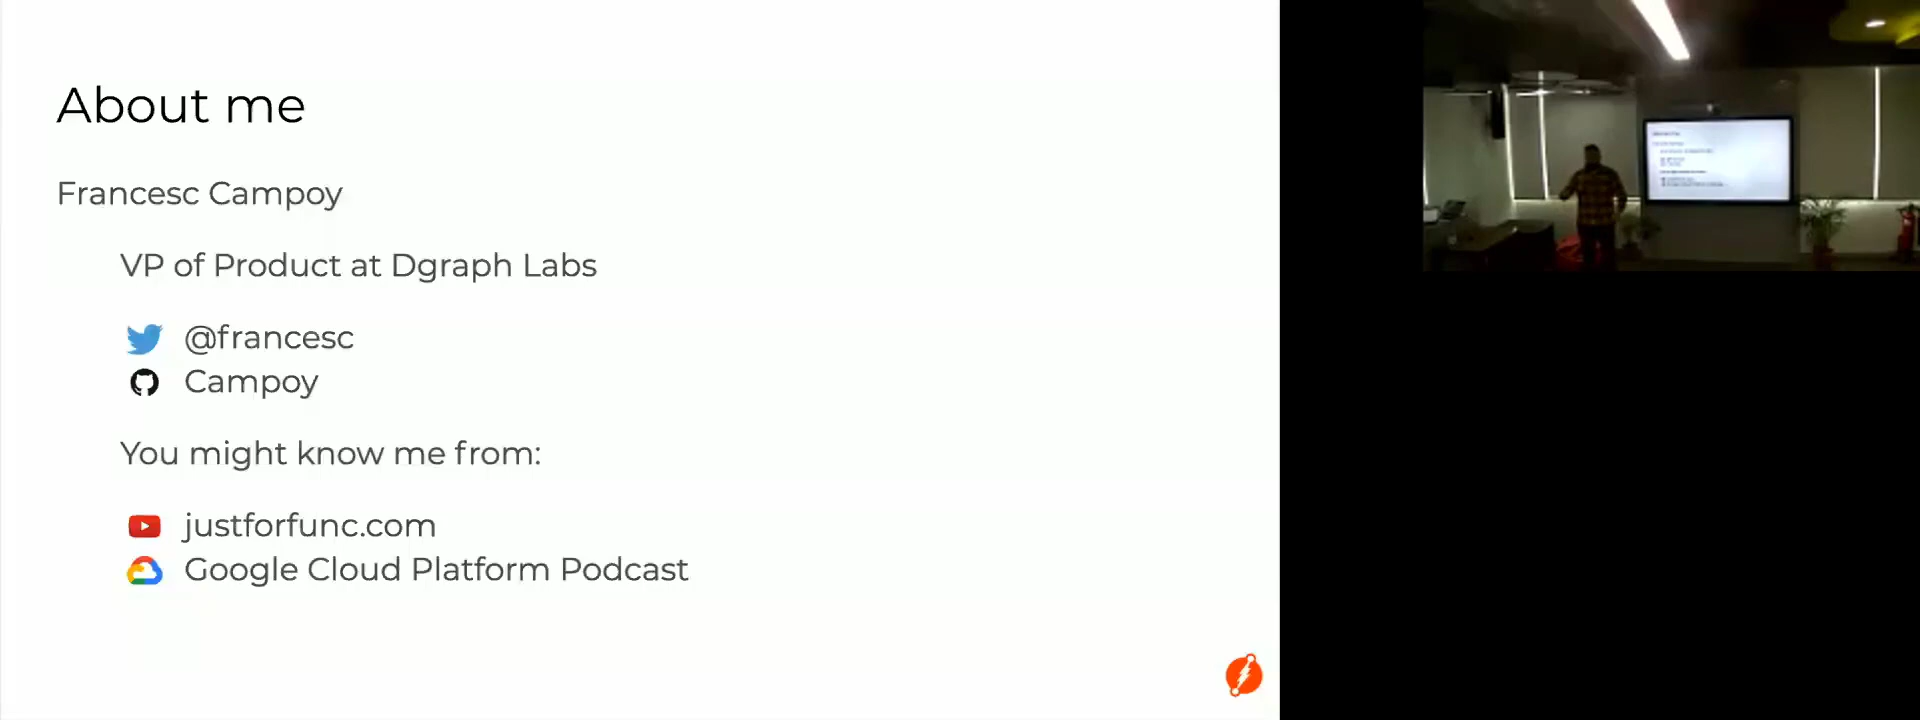 About me
Francesc Campoy
VP of Product at Dgraph Labs
@francesc
Campoy
You might know me from:
justforfunc.com
Google Cloud Platform Podcast